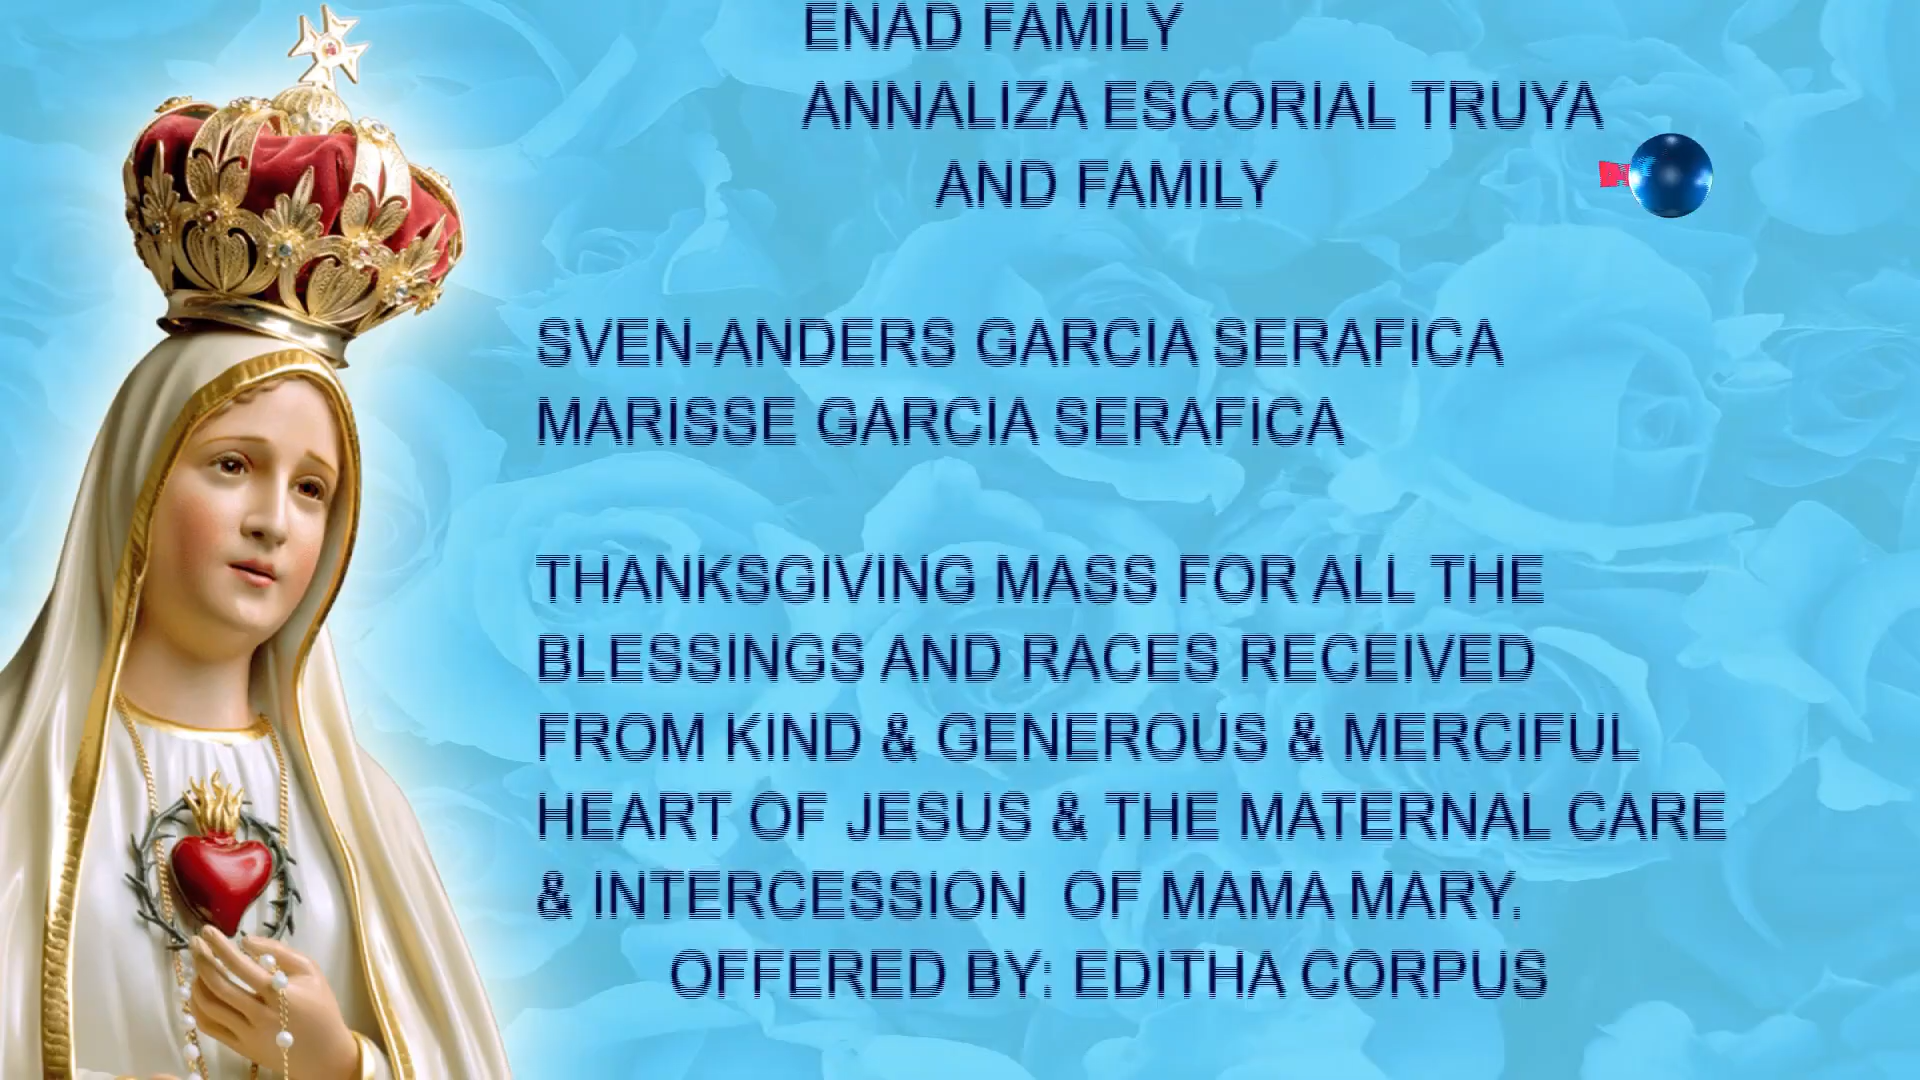 ENAD FAMILY
ANNALIZA ESCORIAL TRUYA
AND FAMILY
SVEN-ANDERS GARCIA SERAFICA
MARISSE GARCIA SERAFICA
THANKSGIVING MASS FOR ALL THE
BLESSINGS AND RACES RECEIVED
FROM KIND & GENEROUS & MERCIFUL
HEART OF JESUS & THE MATERNAL CARE
& INTERCESSION OF MAMA MARY.
OFFERED BY: EDITHA CORPUS